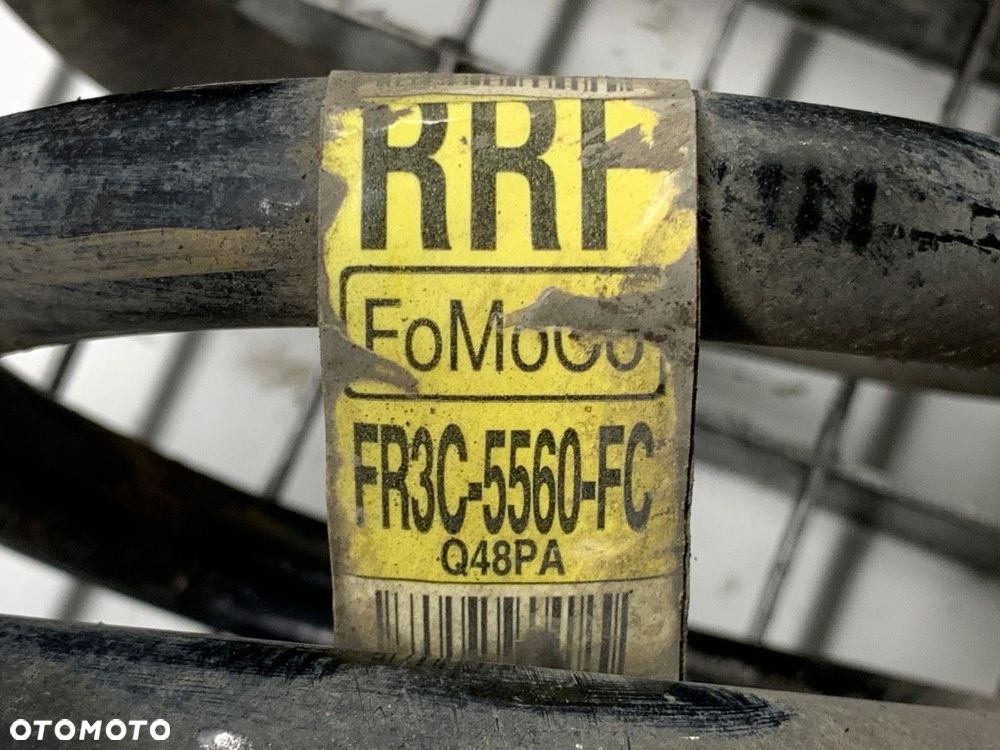 RRF
FoMoCo
FR3C-5560-FC
Q48PA
OTOMOTO